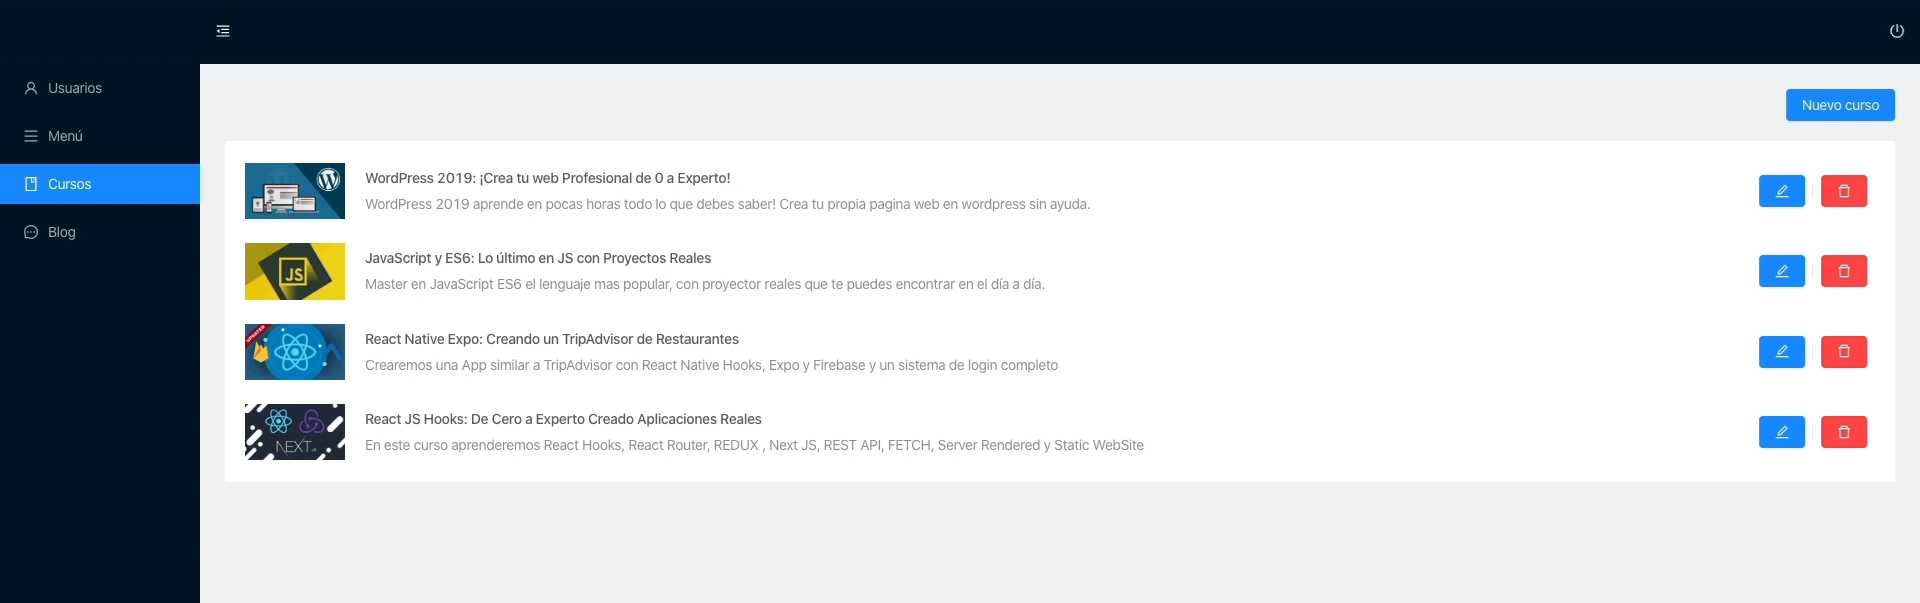 Usuarios
Menú
Cursos
Blog
Nuevo curso
WordPress 2019: ¡Crea tu web Profesional de 0 a Experto!
WordPress 2019 aprende en pocas horas todo lo que debes saber! Crea tu propia pagina web en wordpress sin ayuda.
JS
JavaScript y ES6: Lo último en JS con Proyectos Reales
Master en JavaScript ES6 el lenguaje mas popular, con proyector reales que te puedes encontrar en el día a día.
UPDATED
React Native Expo: Creando un TripAdvisor de Restaurantes
Crearemos una App similar a TripAdvisor con React Native Hooks, Expo y Firebase y un sistema de login completo
NEXT
React JS Hooks: De Cero a Experto Creado Aplicaciones Reales
En este curso aprenderemos React Hooks, React Router, REDUX , Next JS, REST API, FETCH, Server Rendered y Static WebSite